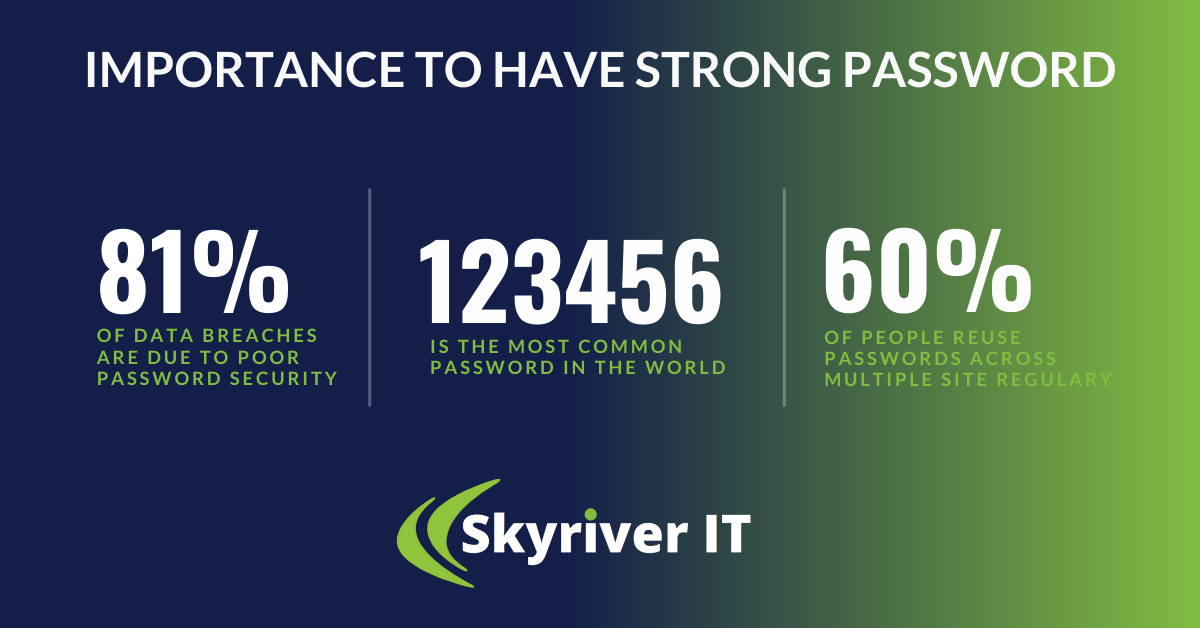 IMPORTANCE TO HAVE STRONG PASSWORD
81%
OF DATA BREACHES
ARE DUE TO POOR
PASSWORD SECURITY
123456
IS THE MOST COMMON
PASSWORD IN THE WORLD
60%
OF PEOPLE REUSE
PASSWORDS ACROSS
MULTIPLE SITE REGULARY
Skyriver IT